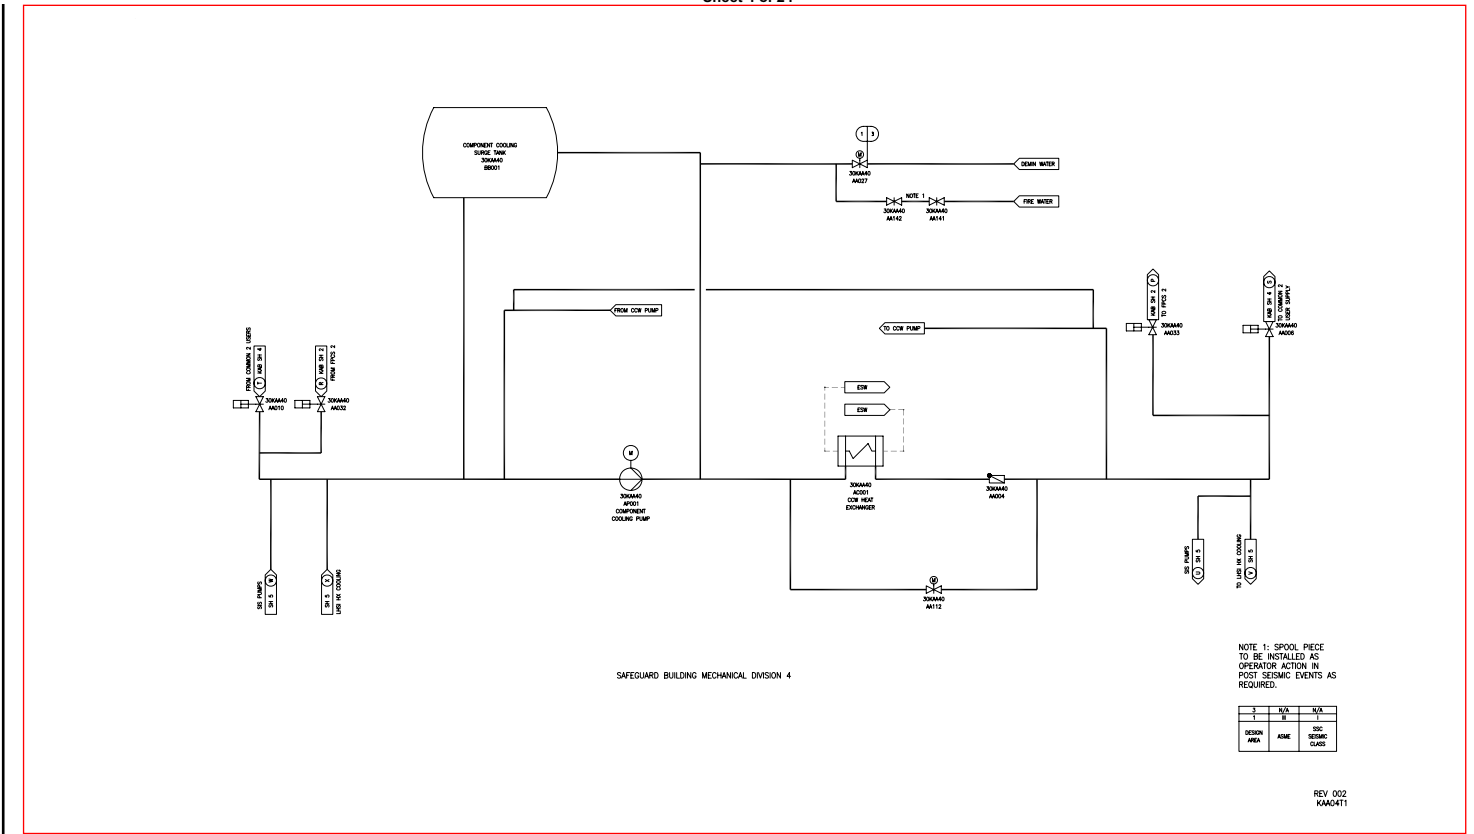 COMPONENT COOLING
SURGE TANK
30KAA40
BB001
1 3
M
30KAA40
AA027
DEMIN WATER
NOTE 1
30KAA40
AA142
30KAA40
AA141
FIRE WATER
FROM CCW PUMP
TO CCW PUMP
P KAB SH 2
TO FPCS 2
30KAA40
AA033
S KAB SH 4
TO COMMON 2
USER SUPPLY
30KAA40
AA006
FROM COMMON 2 USERS
T KAB SH 4
30KAA40
AA010
R KAB SH 2
FROM FPCS 2
30KAA40
AA032
ESW
ESW
M
30KAA40
AP001
COMPONENT
COOLING PUMP
30KAA40
AC001
CCW HEAT
EXCHANGER
30KAA40
AA004
SIS PUMPS
SH 5 W
SH 5 X
LHSI HX COOLING
M
30KAA40
AA112
SIS PUMPS
U SH 5
TO LHSI HX COOLING
V SH 5
SAFEGUARD BUILDING MECHANICAL DIVISION 4
NOTE 1: SPOOL PIECE
TO BE INSTALLED AS
OPERATOR ACTION IN
POST SEISMIC EVENTS AS
REQUIRED.
3 N/A N/A
1 III I
DESIGN AREA ASME SSC SEISMIC CLASS
REV 002
KAA04T1